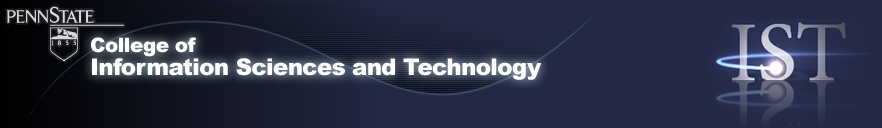 PENNSTATE
1855
College of
Information Sciences and Technology
IST